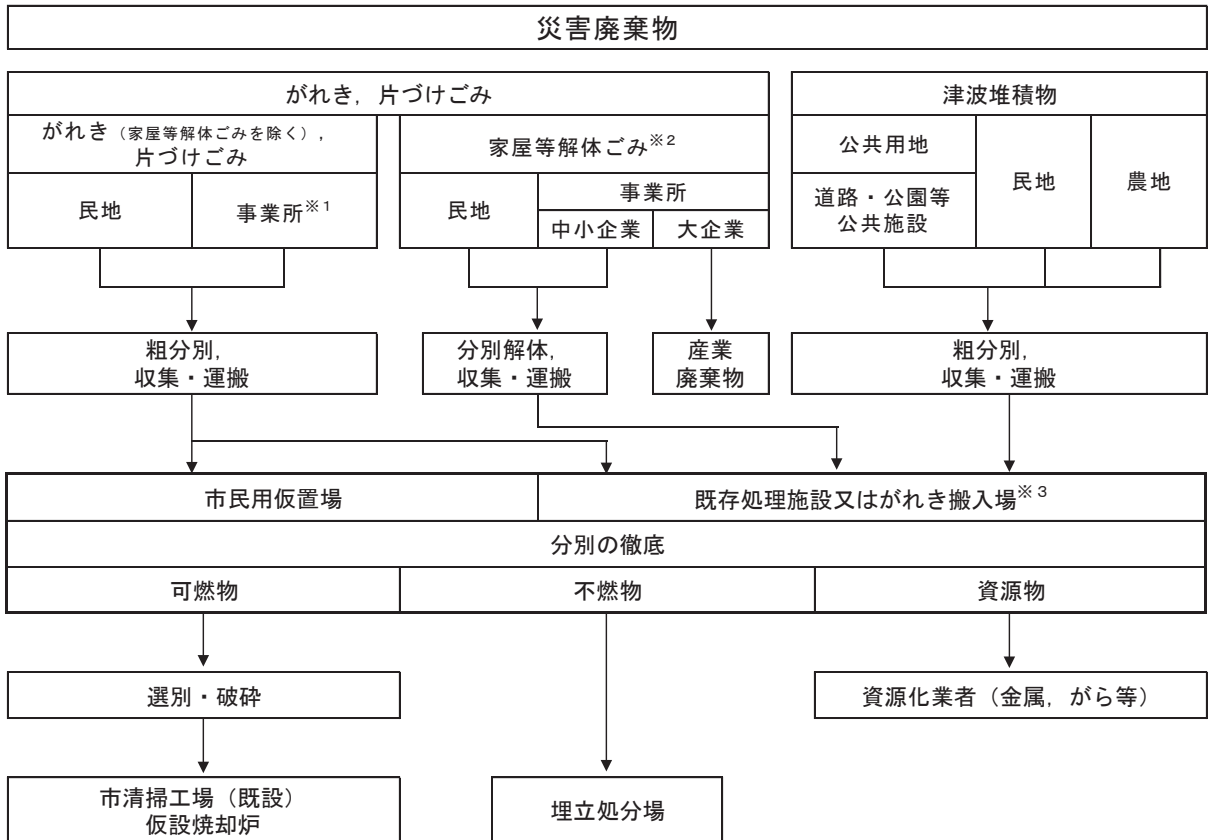 災害廃棄物
がれき，片づけごみ
がれき（家屋等解体ごみを除く），
片づけごみ
民地
事業所※1
家屋等解体ごみ※2
民地
事業所
中小企業
大企業
津波堆積物
公共用地
道路・公園等
公共施設
民地
農地
粗分別，
収集・運搬
分別解体，
収集・運搬
産業
廃棄物
粗分別，
収集・運搬
市民用仮置場
既存処理施設又はがれき搬入場※3
分別の徹底
可燃物
不燃物
資源物
選別・破砕
資源化業者（金属，がら等）
市清掃工場（既設）
仮設焼却炉
埋立処分場